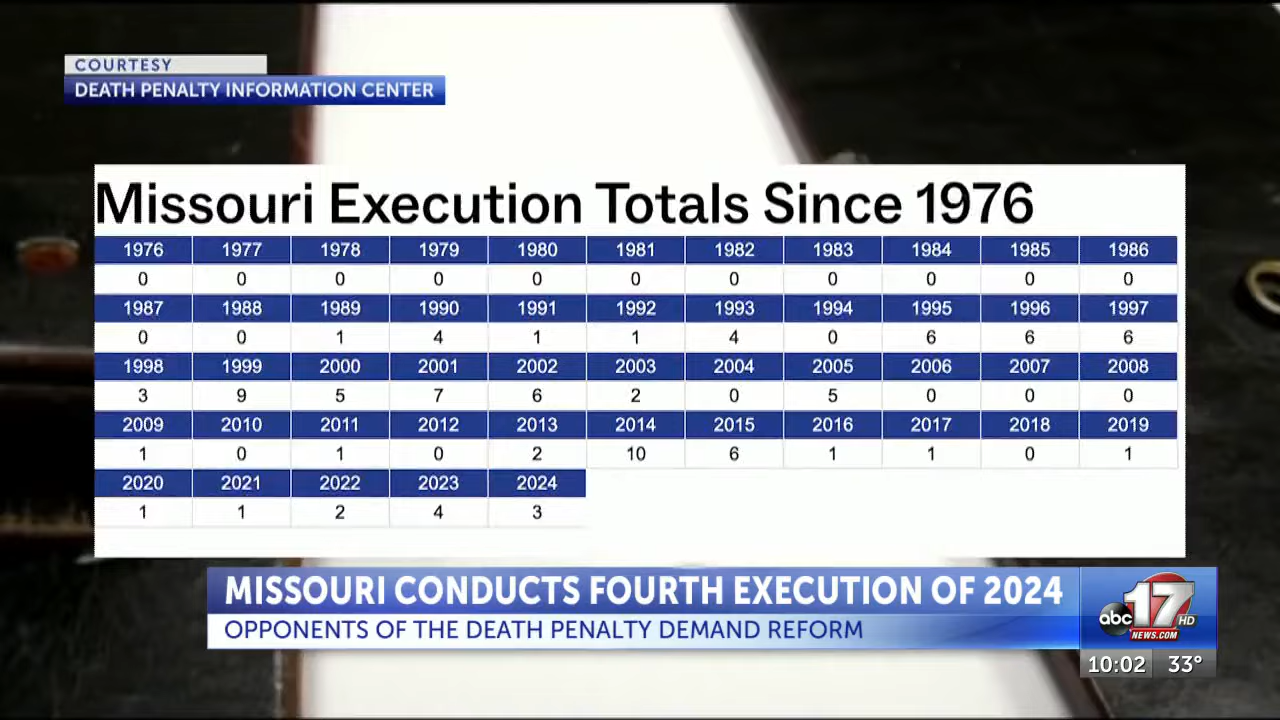 COURTESY
DEATH PENALTY INFORMATION CENTER
Missouri Execution Totals Since 1976
1976 1977 1978 1979 1980 1981 1982 1983 1984 1985 1986
0 0 0 0 0 0 0 0 0 0 0
1987 1988 1989 1990 1991 1992 1993 1994 1995 1996 1997
0 0 1 4 1 1 4 0 6 6 6
1998 1999 2000 2001 2002 2003 2004 2005 2006 2007 2008
3 9 5 7 6 2 0 5 0 0 0
2009 2010 2011 2012 2013 2014 2015 2016 2017 2018 2019
1 0 1 0 2 10 6 1 1 0 1
2020 2021 2022 2023 2024
1 1 2 4 3
MISSOURI CONDUCTS FOURTH EXECUTION OF 2024
OPPONENTS OF THE DEATH PENALTY DEMAND REFORM
abc 17 HD
NEWS.COM
10:02 33°